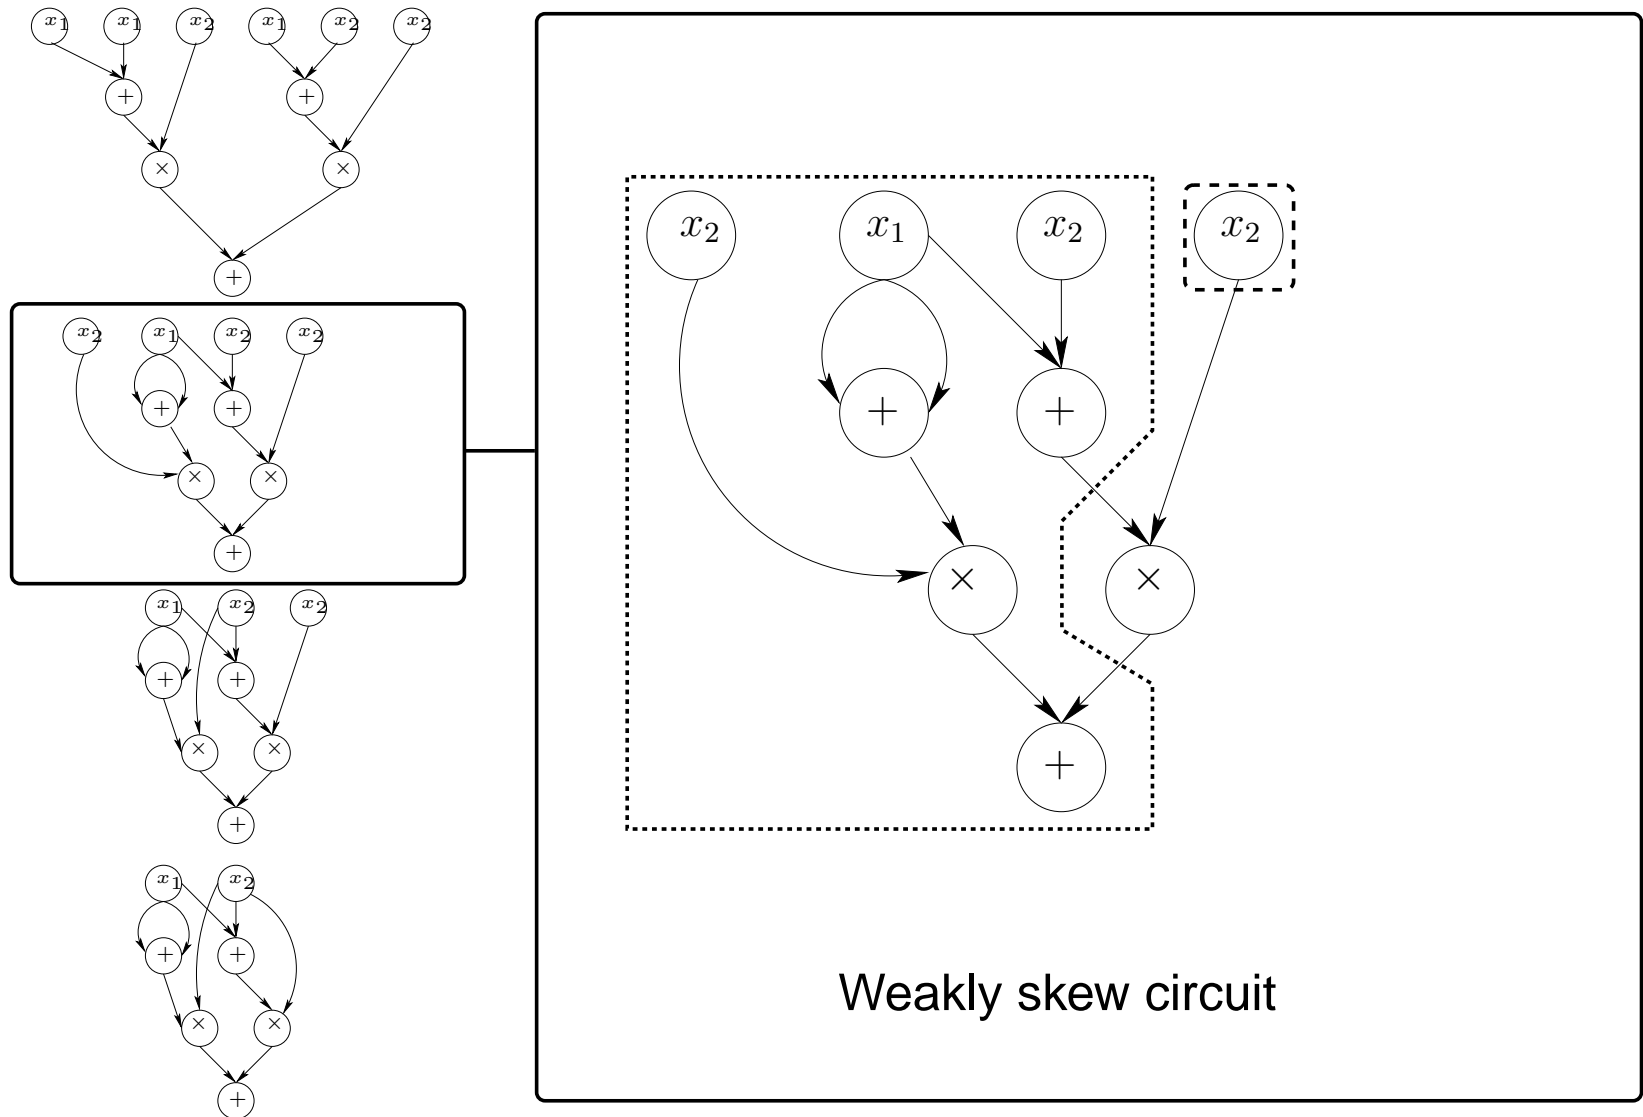 x₁ x₁ x₂ x₁ x₂ x₂
+ +
× ×
+
x₂ x₁ x₂ x₂
+ +
× ×
+
x₁ x₂ x₂
+ +
× ×
+
x₁ x₂
+ +
× ×
+
x₂ x₁ x₂ x₂
+ +
× ×
+
Weakly skew circuit